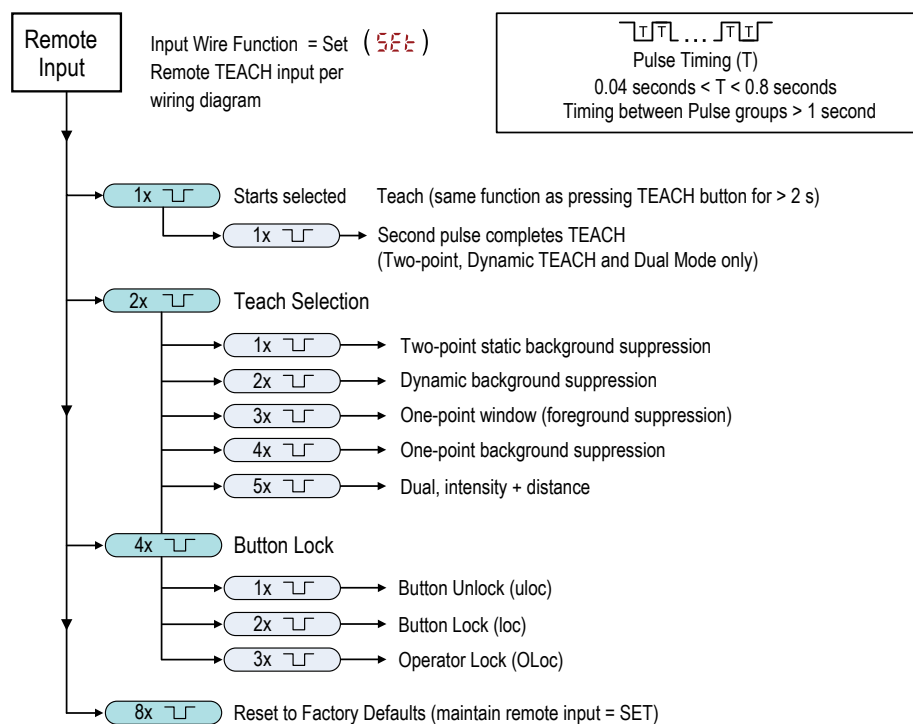 Remote
Input
Input Wire Function = Set (SEt)
Remote TEACH input per
wiring diagram
T T ... T T
Pulse Timing (T)
0.04 seconds < T < 0.8 seconds
Timing between Pulse groups > 1 second
1x Starts selected Teach (same function as pressing TEACH button for > 2 s)
1x Second pulse completes TEACH
(Two-point, Dynamic TEACH and Dual Mode only)
2x Teach Selection
1x Two-point static background suppression
2x Dynamic background suppression
3x One-point window (foreground suppression)
4x One-point background suppression
5x Dual, intensity + distance
4x Button Lock
1x Button Unlock (uloc)
2x Button Lock (loc)
3x Operator Lock (OLoc)
8x Reset to Factory Defaults (maintain remote input = SET)